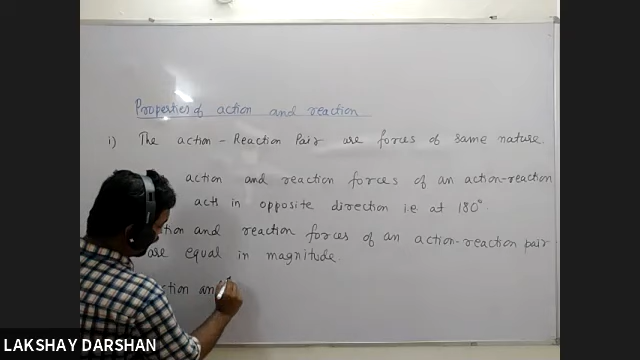 Properties of action and reaction
i) The action - Reaction Pair are forces of same nature.
action and reaction forces of an action-reaction
acts in opposite direction i.e at 180°.
and reaction forces of an action-reaction pair
are equal in magnitude.
LAKSHAY DARSHAN